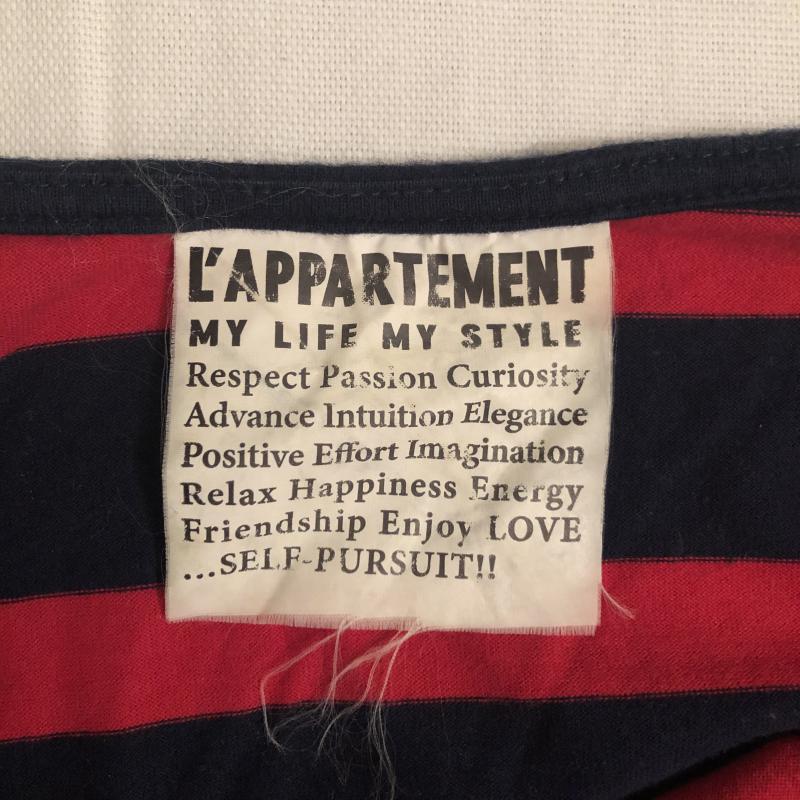 L'APPARTEMENT
MY LIFE MY STYLE
Respect Passion Curiosity
Advance Intuition Elegance
Positive Effort Imagination
Relax Happiness Energy
Friendship Enjoy LOVE
...SELF-PURSUIT!!